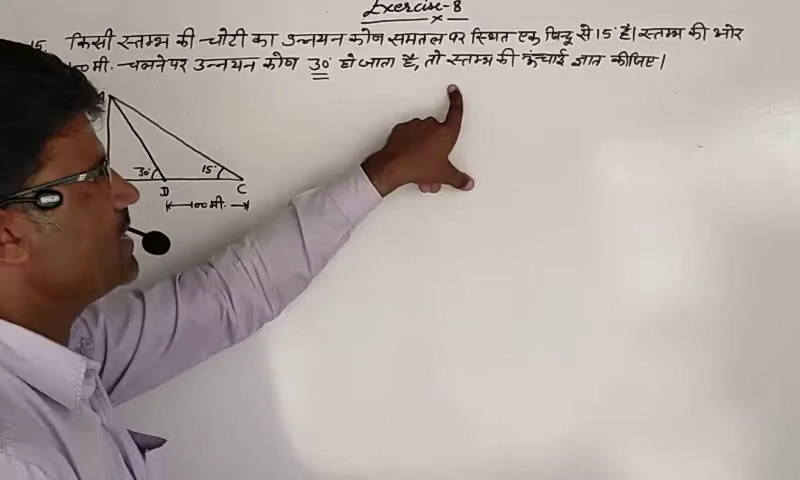 Exercise-8
15. किसी स्तम्भ की चोटी का उन्नयन कोण समतल पर स्थित एक बिन्दू से 15° है। स्तम्भ की ओर
100 मी. चलने पर उन्नयन कोण 30° हो जाता है, तो स्तम्भ की ऊंचाई ज्ञात कीजिए।
A
30° 15°
D C
100 मी.